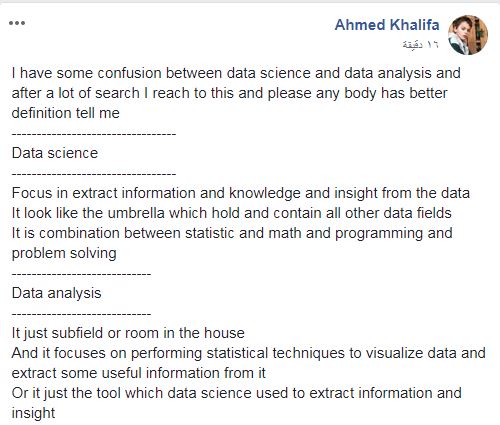 Ahmed Khalifa
١٦ دقيقة
I have some confusion between data science and data analysis and
after a lot of search I reach to this and please any body has better
definition tell me
---------------------------------
Data science
---------------------------------
Focus in extract information and knowledge and insight from the data
It look like the umbrella which hold and contain all other data fields
It is combination between statistic and math and programming and
problem solving
----------------------------
Data analysis
----------------------------
It just subfield or room in the house
And it focuses on performing statistical techniques to visualize data and
extract some useful information from it
Or it just the tool which data science used to extract information and
insight